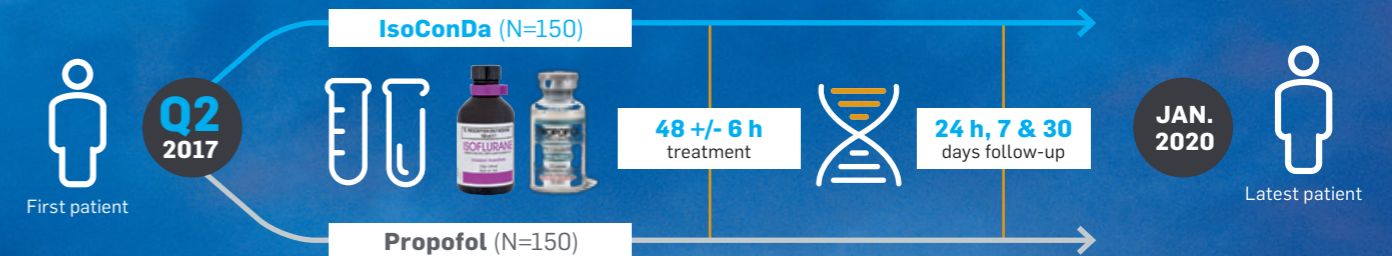 IsoConDa (N=150)
First patient
Q2
2017
ISOFLURANE
PROPOFOL
48 +/- 6 h
treatment
24 h, 7 & 30
days follow-up
JAN.
2020
Latest patient
Propofol (N=150)